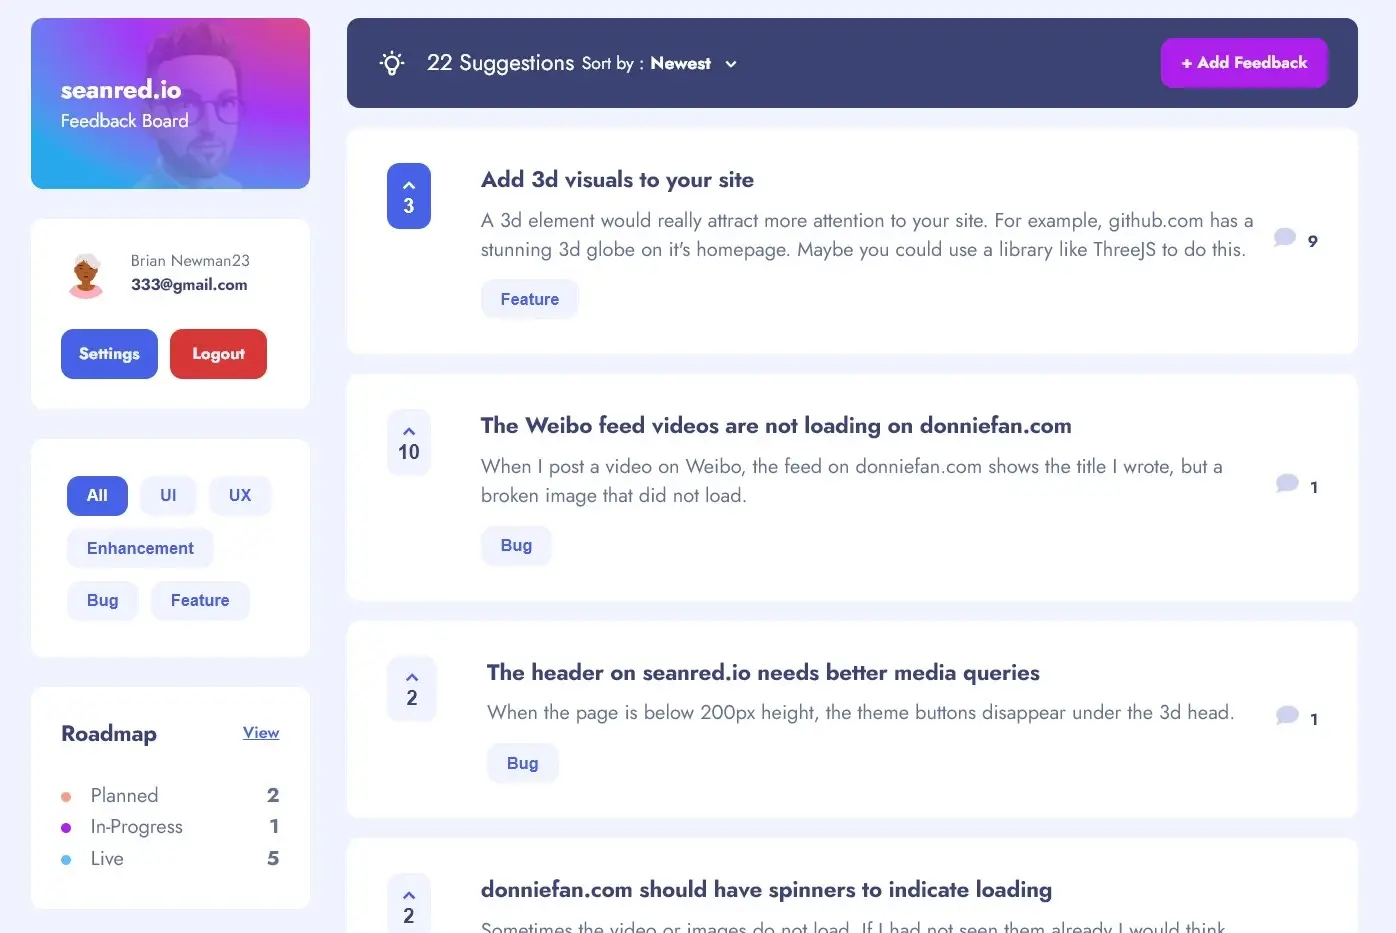 seanred.io
Feedback Board
Brian Newman23
333@gmail.com
Settings
Logout
All
UI
UX
Enhancement
Bug
Feature
Roadmap
View
Planned 2
In-Progress 1
Live 5
22 Suggestions Sort by : Newest
+ Add Feedback
3
Add 3d visuals to your site
A 3d element would really attract more attention to your site. For example, github.com has a
stunning 3d globe on it's homepage. Maybe you could use a library like ThreeJS to do this.
Feature
9
10
The Weibo feed videos are not loading on donniefan.com
When I post a video on Weibo, the feed on donniefan.com shows the title I wrote, but a
broken image that did not load.
Bug
1
2
The header on seanred.io needs better media queries
When the page is below 200px height, the theme buttons disappear under the 3d head.
Bug
1
2
donniefan.com should have spinners to indicate loading
Sometimes the video or images do not load. If I had not seen them already I would think